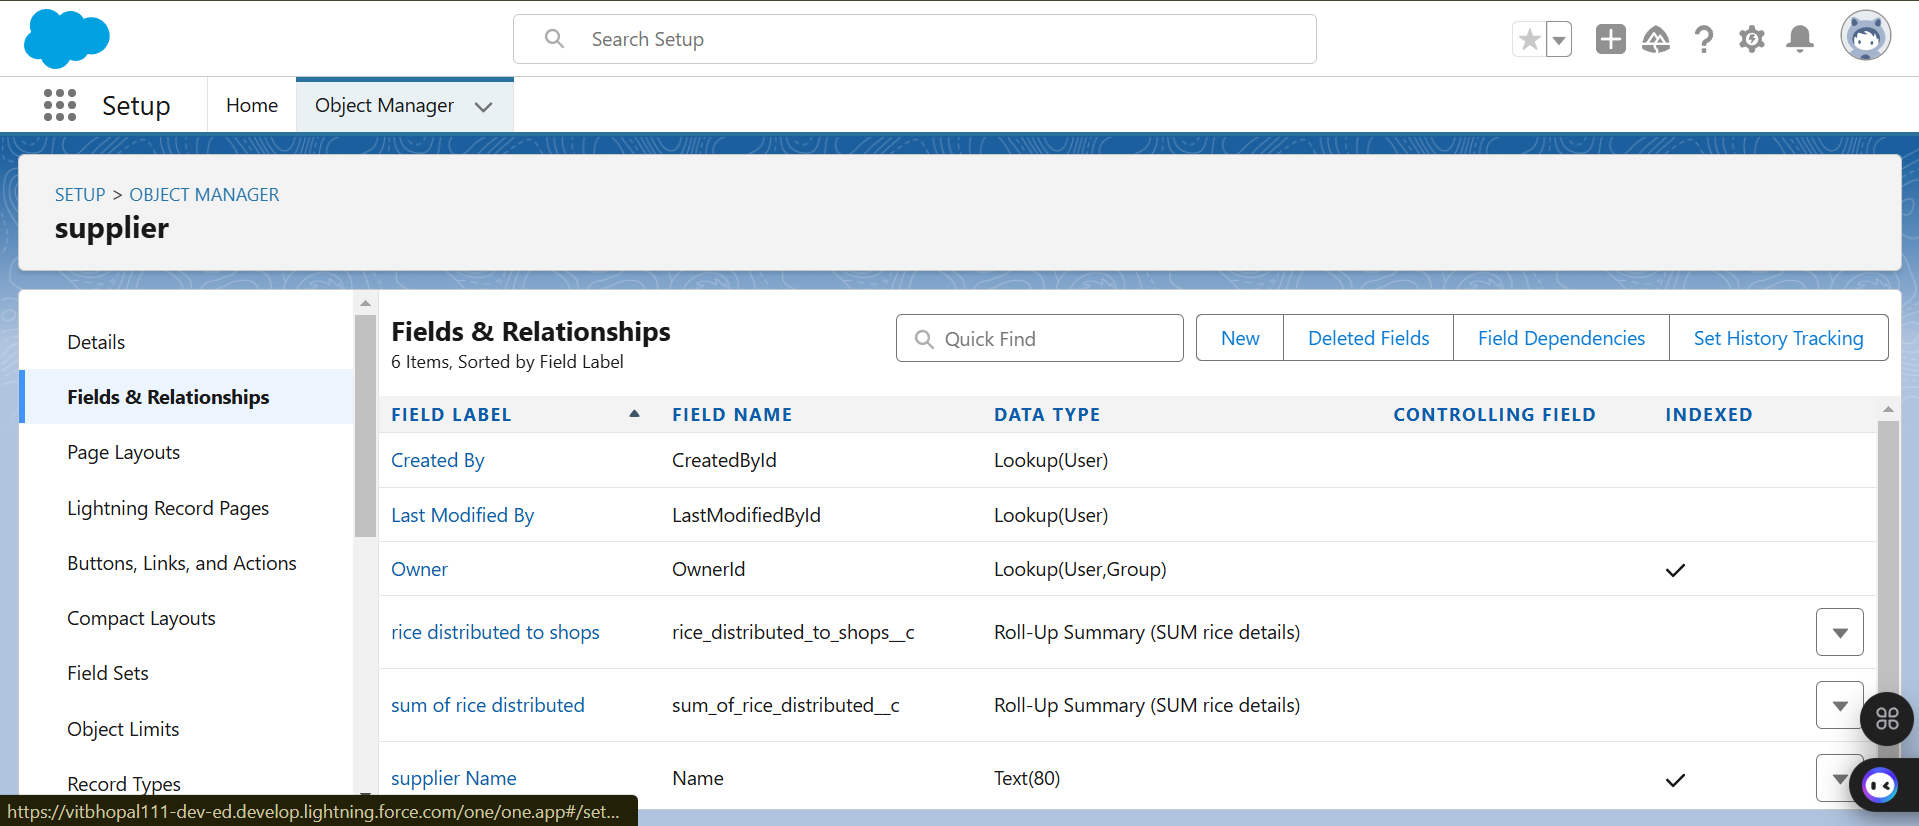 Search Setup
Setup
Home
Object Manager
SETUP > OBJECT MANAGER
supplier
Details
Fields & Relationships
Page Layouts
Lightning Record Pages
Buttons, Links, and Actions
Compact Layouts
Field Sets
Object Limits
Record Types
Fields & Relationships
6 Items, Sorted by Field Label
Quick Find
New
Deleted Fields
Field Dependencies
Set History Tracking
FIELD LABEL FIELD NAME DATA TYPE CONTROLLING FIELD INDEXED
Created By CreatedById Lookup(User)
Last Modified By LastModifiedById Lookup(User)
Owner OwnerId Lookup(User,Group)
rice distributed to shops rice_distributed_to_shops__c Roll-Up Summary (SUM rice details)
sum of rice distributed sum_of_rice_distributed__c Roll-Up Summary (SUM rice details)
supplier Name Name Text(80)
https://vitbhopal111-dev-ed.develop.lightning.force.com/one/one.app#/set...